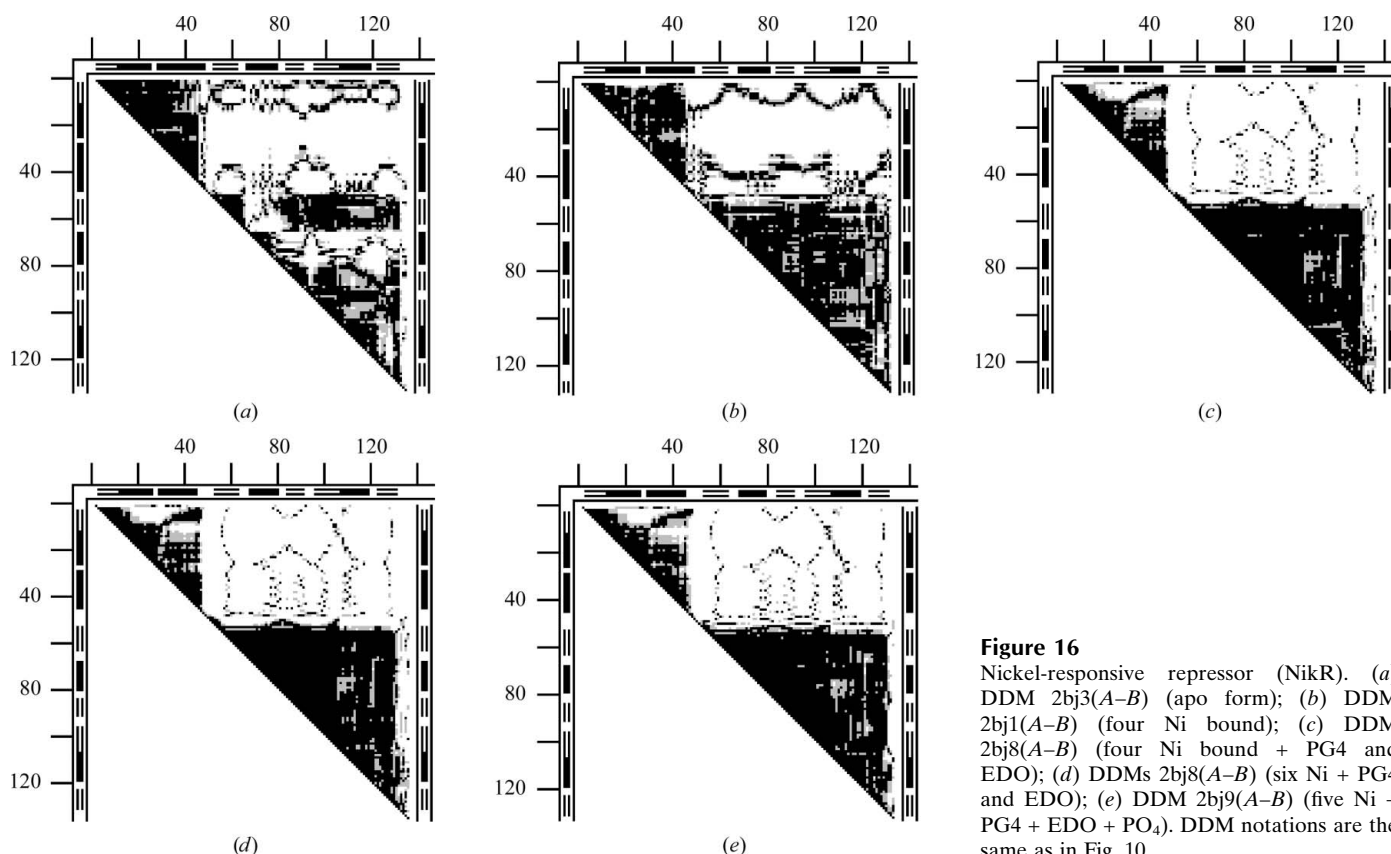 40 80 120
40 80 120
40 80 120
40
80
120
40
80
120
40
80
120
(a)
(b)
(c)
40 80 120
40 80 120
40
80
120
40
80
120
(d)
(e)
Figure 16
Nickel-responsive repressor (NikR). (a
DDM 2bj3(A–B) (apo form); (b) DDM
2bj1(A–B) (four Ni bound); (c) DDM
2bj8(A–B) (four Ni bound + PG4 and
EDO); (d) DDMs 2bj8(A–B) (six Ni + PG4
and EDO); (e) DDM 2bj9(A–B) (five Ni
PG4 + EDO + PO₄). DDM notations are the
same as in Fig. 10